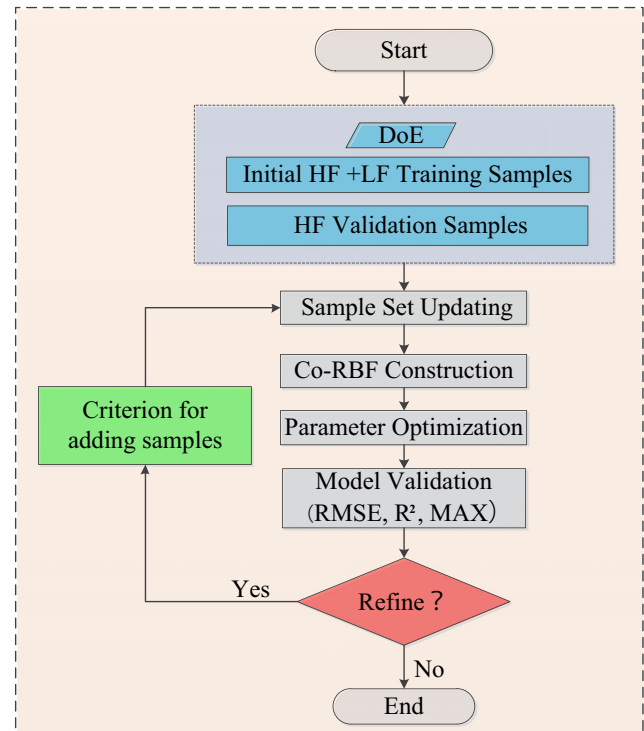 Start
DoE
Initial HF +LF Training Samples
HF Validation Samples
Sample Set Updating
Co-RBF Construction
Criterion for
adding samples
Parameter Optimization
Model Validation
(RMSE, R², MAX）
Yes
Refine？
No
End